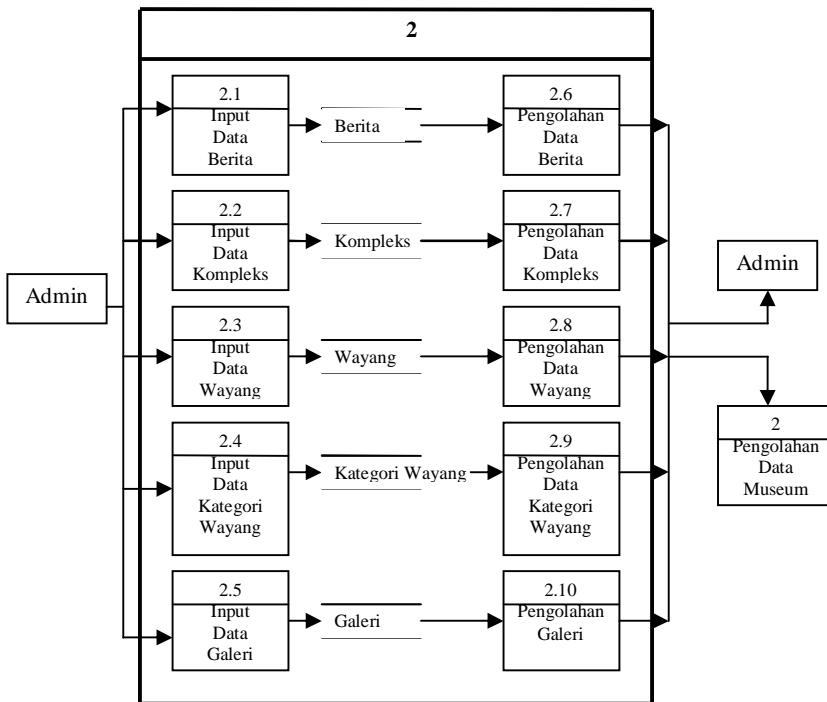 2
2.1
Input
Data
Berita
Berita
2.6
Pengolahan
Data
Berita
2.2
Input
Data
Kompleks
Kompleks
2.7
Pengolahan
Data
Kompleks
Admin
Admin
2.3
Input
Data
Wayang
Wayang
2.8
Pengolahan
Data
Wayang
2
Pengolahan
Data
Museum
2.4
Input
Data
Kategori
Wayang
Kategori Wayang
2.9
Pengolahan
Data
Kategori
Wayang
2.5
Input
Data
Galeri
Galeri
2.10
Pengolahan
Galeri